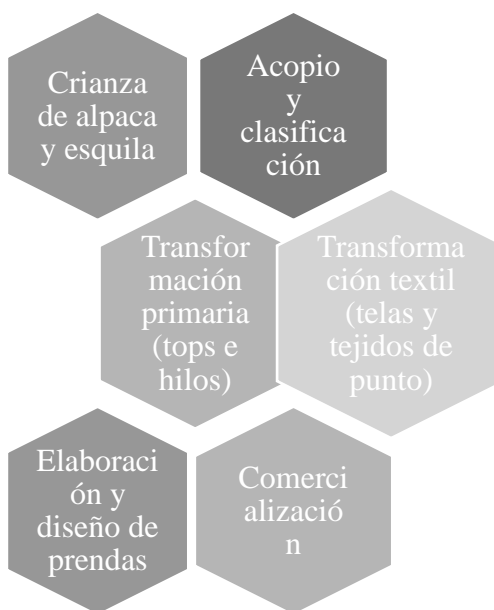 Crianza
de alpaca
y esquila
Acopio
y
clasifica
ción
Transfor
mación
primaria
(tops e
hilos)
Transforma
ción textil
(telas y
tejidos de
punto)
Elaboraci
ón y
diseño de
prendas
Comerci
alizació
n